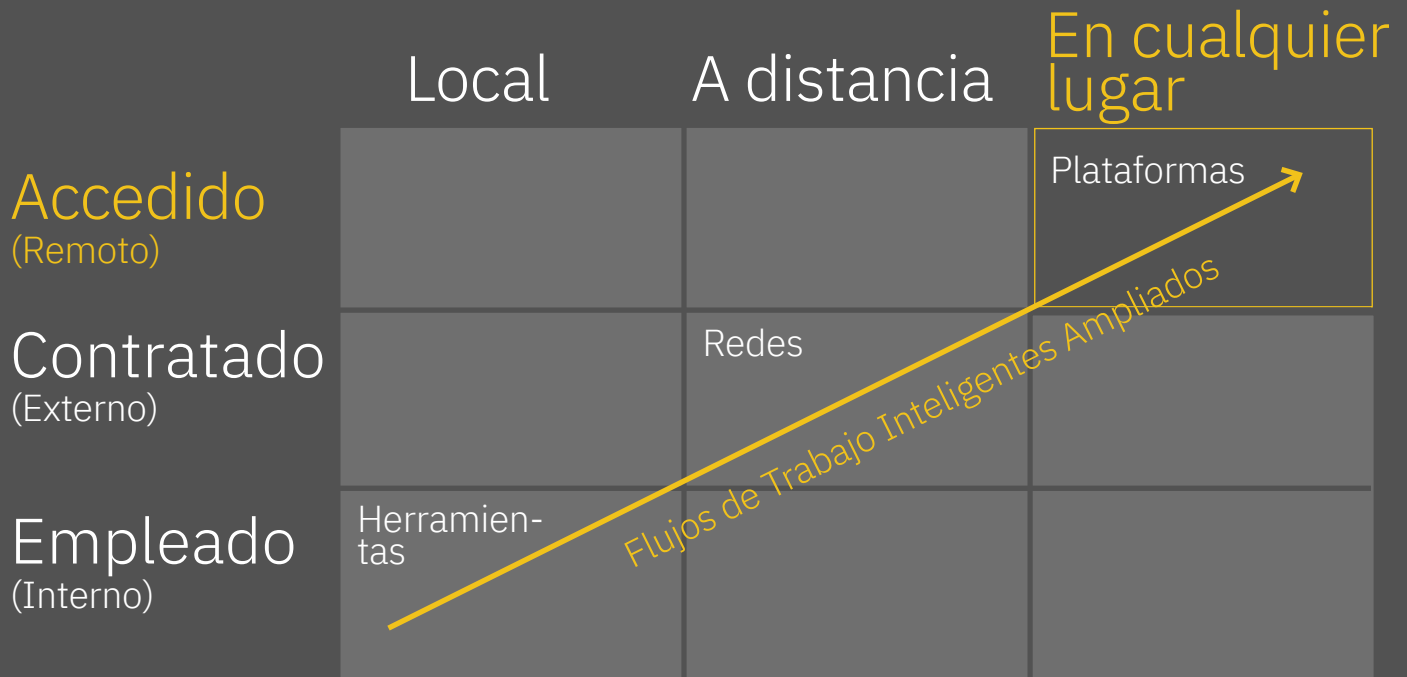 Local
A distancia
En cualquier
lugar
Accedido
(Remoto)
Plataformas
Contratado
(Externo)
Redes
Empleado
(Interno)
Herramien-
tas
Flujos de Trabajo Inteligentes Ampliados